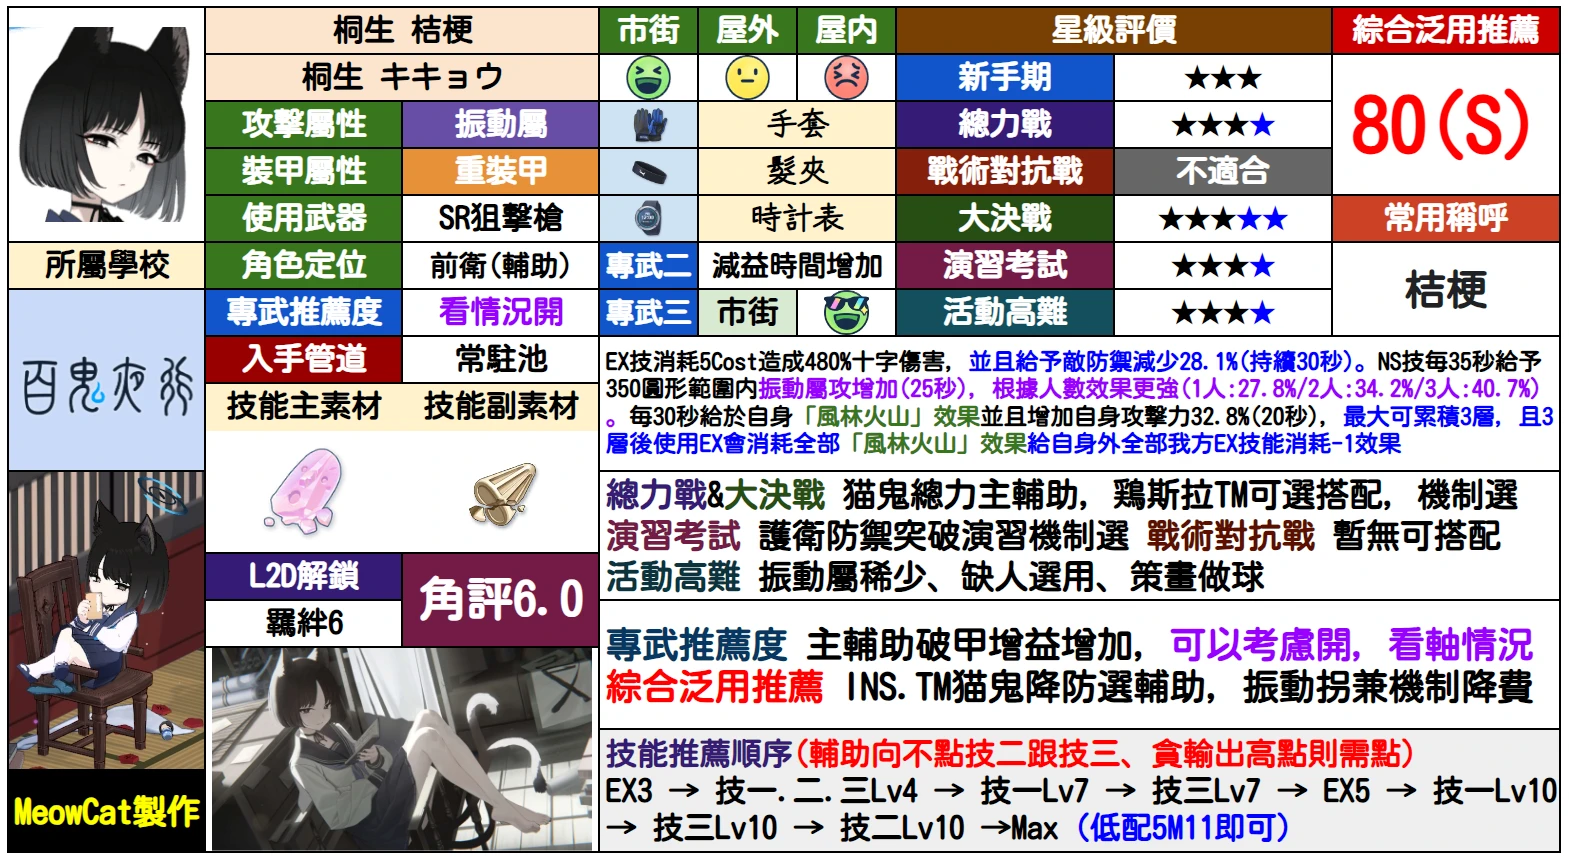 桐生 桔梗
市街
屋外
屋内
星級評價
綜合泛用推薦
桐生 キキョウ
新手期
★★★
80(S)
攻擊屬性
振動屬
手套
總力戰
★★★★
裝甲屬性
重裝甲
髮夾
戰術對抗戰
不適合
使用武器
SR狙擊槍
時計表
大決戰
★★★★★
常用稱呼
所屬學校
角色定位
前衛(輔助)
專武二
減益時間增加
演習考試
★★★★
桔梗
百鬼夜行
專武推薦度
看情況開
專武三
市街
活動高難
★★★★
入手管道
常駐池
技能主素材
技能副素材
EX技消耗5Cost造成480%十字傷害, 並且給予敵防禦減少28.1%(持續30秒)。NS技每35秒給予
350圓形範圍內振動屬攻增加(25秒), 根據人數效果更強(1人:27.8%/2人:34.2%/3人:40.7%)
。每30秒給於自身「風林火山」效果並且增加自身攻擊力32.8%(20秒), 最大可累積3層, 且3
層後使用EX會消耗全部「風林火山」效果給自身外全部我方EX技能消耗-1效果
總力戰&大決戰 猫鬼總力主輔助, 鶏斯拉TM可選搭配, 機制選
演習考試 護衛防禦突破演習機制選 戰術對抗戰 暫無可搭配
活動高難 振動屬稀少、缺人選用、策畫做球
L2D解鎖
羈絆6
角評6.0
專武推薦度 主輔助破甲增益增加, 可以考慮開, 看軸情況
綜合泛用推薦 INS.TM猫鬼降防選輔助, 振動拐兼機制降費
技能推薦順序(輔助向不點技二跟技三、貪輸出高點則需點)
EX3 → 技一.二.三Lv4 → 技一Lv7 → 技三Lv7 → EX5 → 技一Lv10
→ 技三Lv10 → 技二Lv10 →Max (低配5M11即可)
MeowCat製作